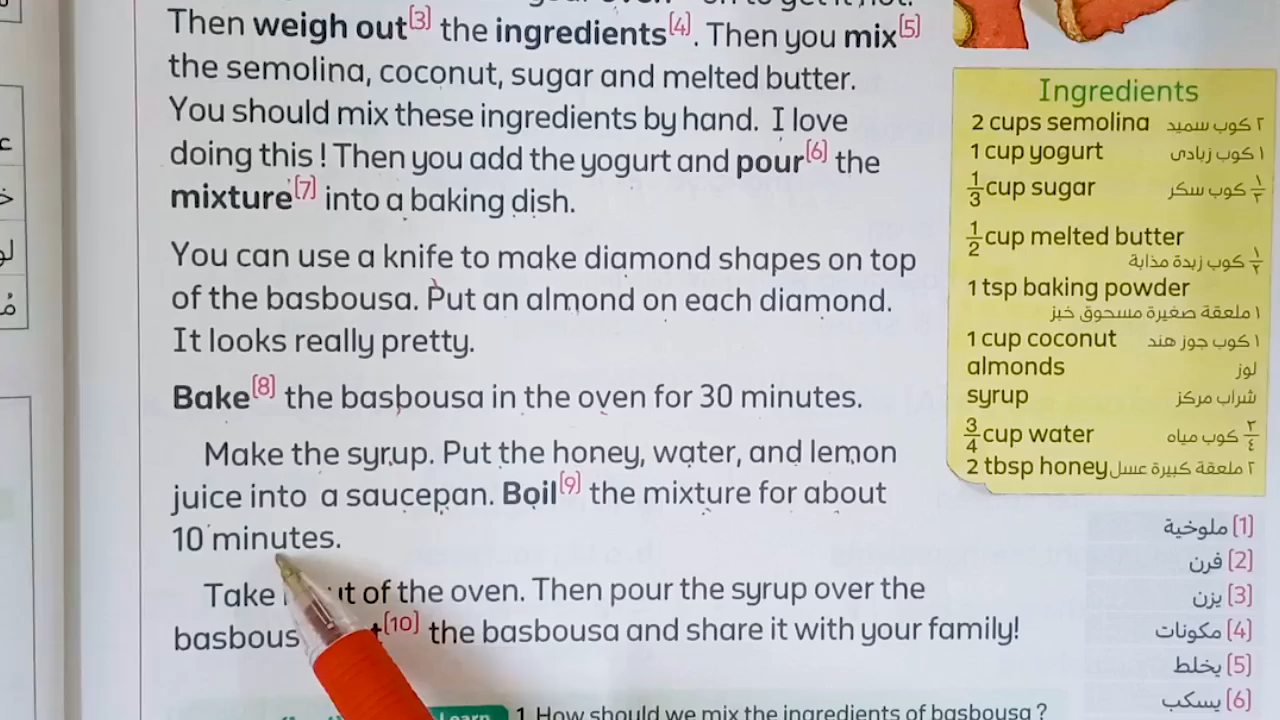 Then weigh out[3] the ingredients[4]. Then you mix[5]
the semolina, coconut, sugar and melted butter.
You should mix these ingredients by hand. I love
doing this! Then you add the yogurt and pour[6] the
mixture[7] into a baking dish.
You can use a knife to make diamond shapes on top
of the basbousa. Put an almond on each diamond.
It looks really pretty.
Bake[8] the basbousa in the oven for 30 minutes.
Make the syrup. Put the honey, water, and lemon
juice into a saucepan. Boil[9] the mixture for about
10 minutes.
Take of the oven. Then pour the syrup over the
[10] the basbousa and share it with your family!
Learn 1 How should we mix the ingredients of basbousa ?
Ingredients
2 cups semolina ٢ كوب سميد
1 cup yogurt ١ كوب زبادى
1/3 cup sugar ١/٢ كوب سكر
1/2 cup melted butter
١/٢ كوب زبدة مذابة
1 tsp baking powder
١ ملعقة صغيرة مسحوق خبز
1 cup coconut ١ كوب جوز هند
almonds لوز
syrup شراب مركز
3/4 cup water ٣/٤ كوب مياه
2 tbsp honey ٢ ملعقة كبيرة عسل
[1] ملوخية
[2] فرن
[3] يزن
[4] مكونات
[5] يخلط
[6] يسكب